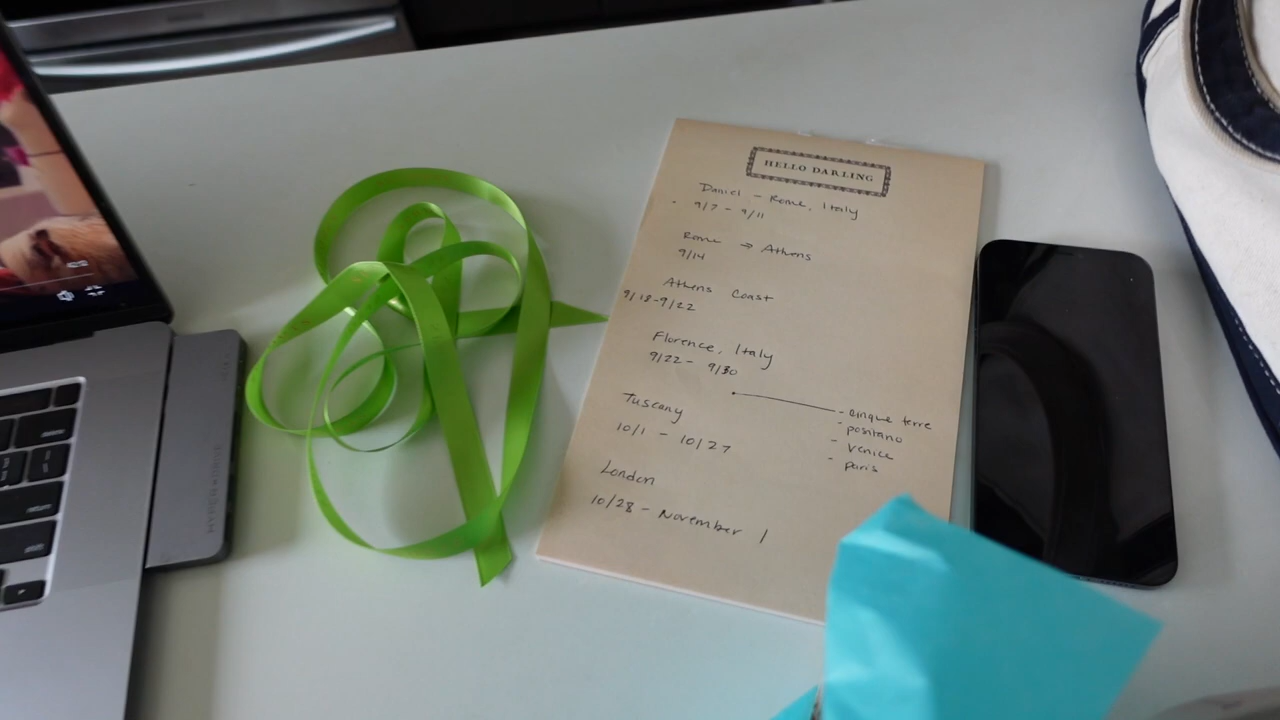 HELLO DARLING
Daniel - Rome, Italy
9/7 - 9/11
Rome → Athens
9/14
Athens Coast
9/18-9/22
Florence, Italy
9/22 - 9/30
Tuscany
10/1 - 10/27
- cinque terre
- positano
- Venice
- paris
London
10/28 - November 1